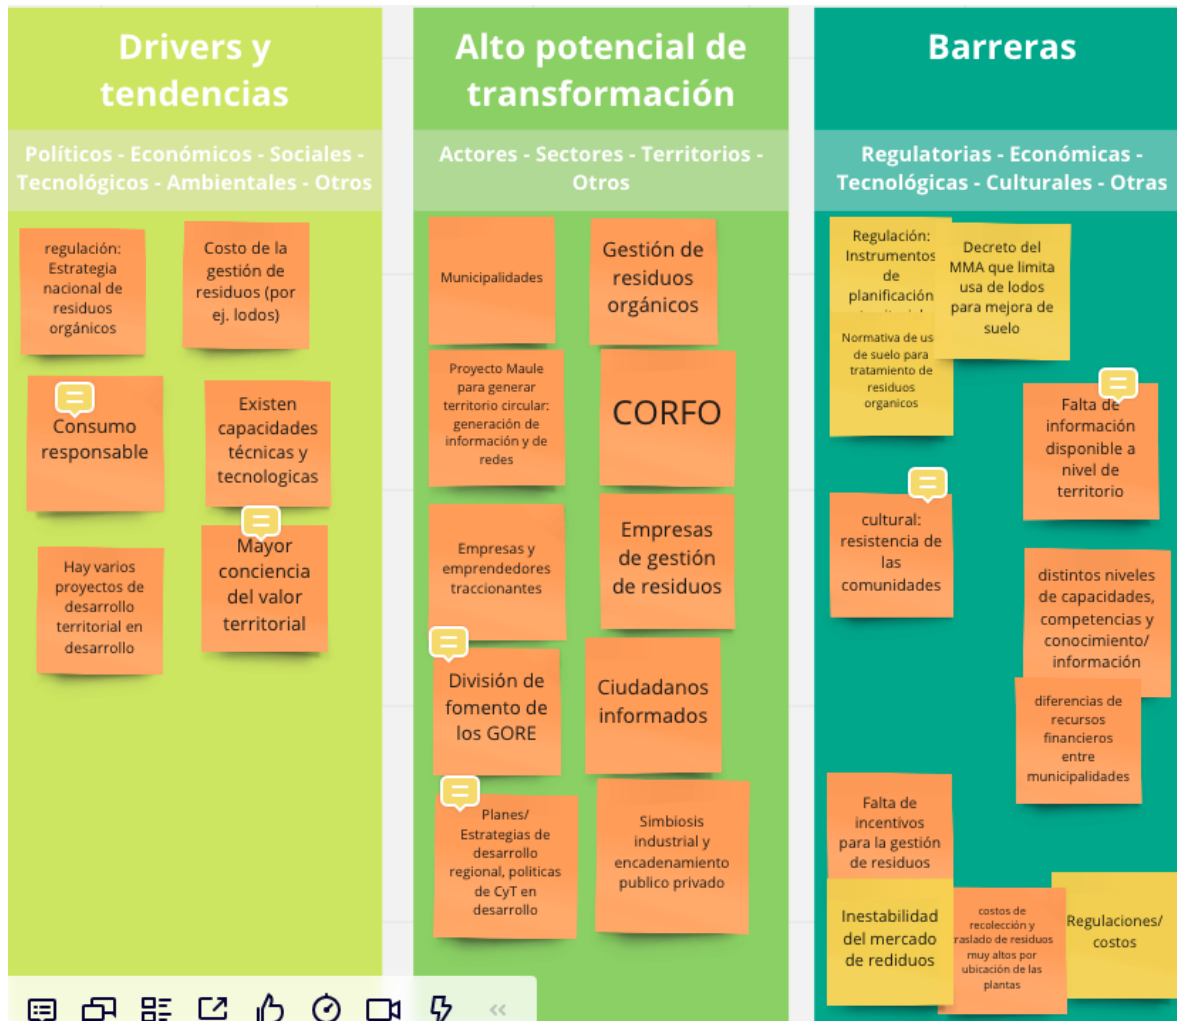 Drivers y
tendencias
Políticos - Económicos - Sociales -
Tecnológicos - Ambientales - Otros
regulación:
Estrategia
nacional de
residuos
orgánicos
Costo de la
gestión de
residuos (por
ej. lodos)
Consumo
responsable
Existen
capacidades
técnicas y
tecnologicas
Hay varios
proyectos de
desarrollo
territorial en
desarrollo
Mayor
conciencia
del valor
territorial
Alto potencial de
transformación
Actores - Sectores - Territorios -
Otros
Municipalidades
Gestión de
residuos
orgánicos
Proyecto Maule
para generar
territorio circular:
generación de
información y de
redes
CORFO
Empresas y
emprendedores
traccionantes
Empresas
de gestión
de residuos
División de
fomento de
los GORE
Ciudadanos
informados
Planes/
Estrategias de
desarrollo
regional, politicas
de CyT en
desarrollo
Simbiosis
industrial y
encadenamiento
publico privado
Barreras
Regulatorias - Económicas -
Tecnológicas - Culturales - Otras
Regulación:
Instrumentos
de
planificación
Decreto del
MMA que limita
usa de lodos
para mejora de
suelo
Normativa de us
de suelo para
tratamiento de
residuos
organicos
Falta de
información
disponible a
nivel de
territorio
cultural:
resistencia de
las
comunidades
distintos niveles
de capacidades,
competencias y
conocimiento/
información
diferencias de
recursos
financieros
entre
municipalidades
Falta de
incentivos
para la gestión
de residuos
Inestabilidad
del mercado
de rediduos
costos de
recolección y
raslado de residuos
muy altos por
ubicación de las
plantas
Regulaciones/
costos